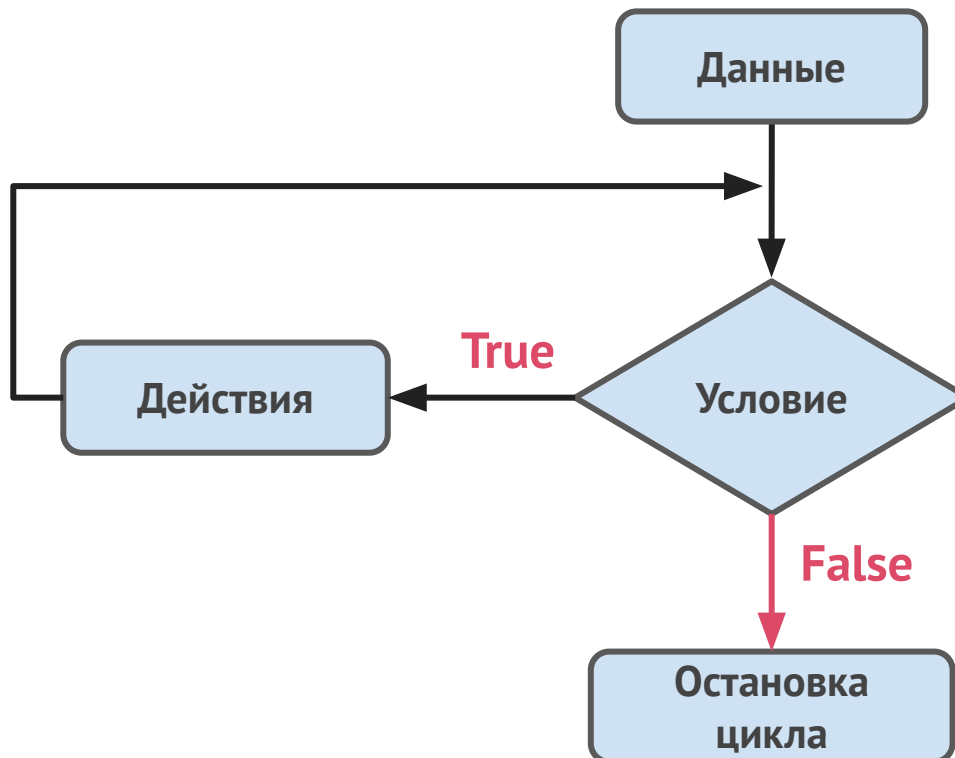 Данные
True
Действия
Условие
False
Остановка
цикла